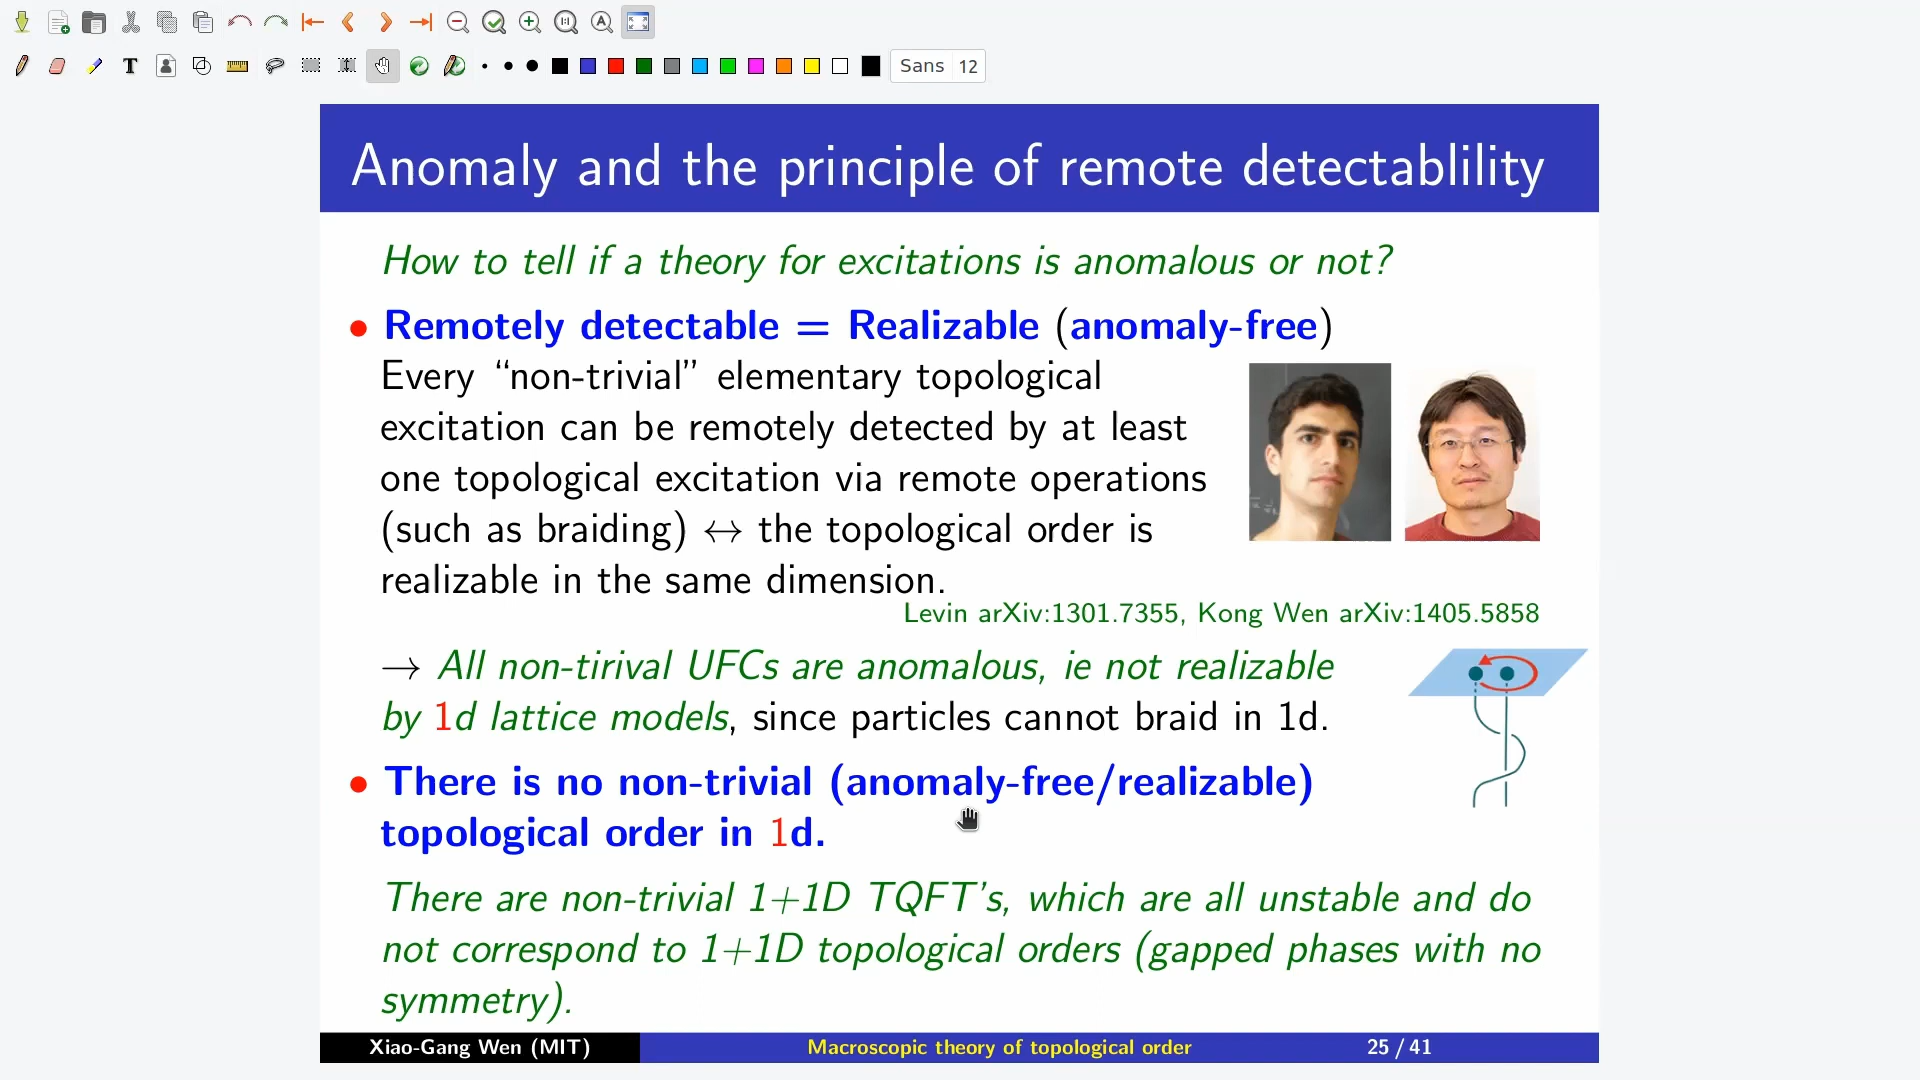 Sans 12
Anomaly and the principle of remote detectablility
How to tell if a theory for excitations is anomalous or not?
• Remotely detectable = Realizable (anomaly-free)
Every “non-trivial” elementary topological
excitation can be remotely detected by at least
one topological excitation via remote operations
(such as braiding) ↔ the topological order is
realizable in the same dimension.
Levin arXiv:1301.7355, Kong Wen arXiv:1405.5858
→ All non-tirival UFCs are anomalous, ie not realizable
by 1d lattice models, since particles cannot braid in 1d.
• There is no non-trivial (anomaly-free/realizable)
topological order in 1d.
There are non-trivial 1+1D TQFT's, which are all unstable and do
not correspond to 1+1D topological orders (gapped phases with no
symmetry).
Xiao-Gang Wen (MIT) Macroscopic theory of topological order 25 / 41